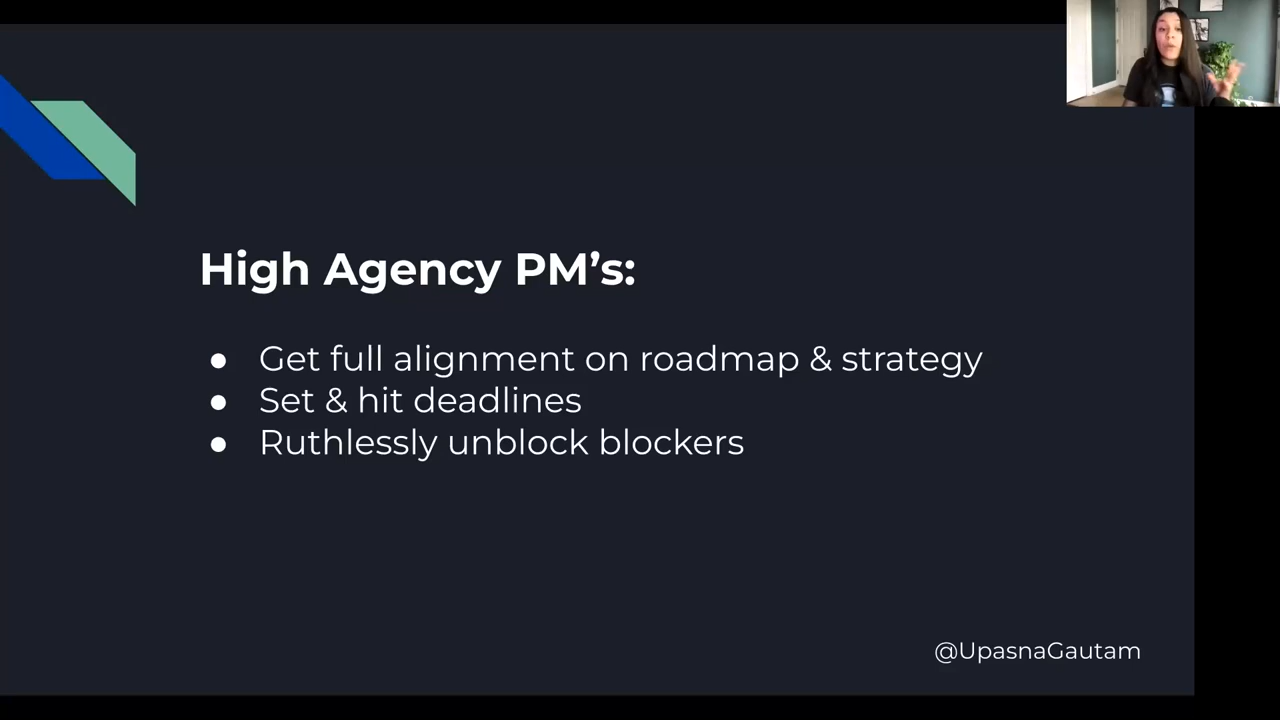 High Agency PM’s:
● Get full alignment on roadmap & strategy
● Set & hit deadlines
● Ruthlessly unblock blockers
@UpasnaGautam